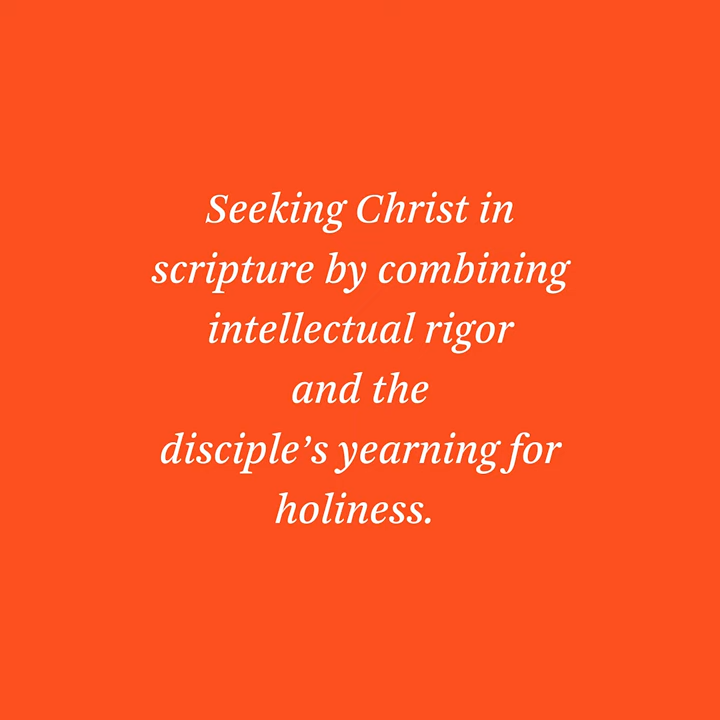 Seeking Christ in
scripture by combining
intellectual rigor
and the
disciple’s yearning for
holiness.